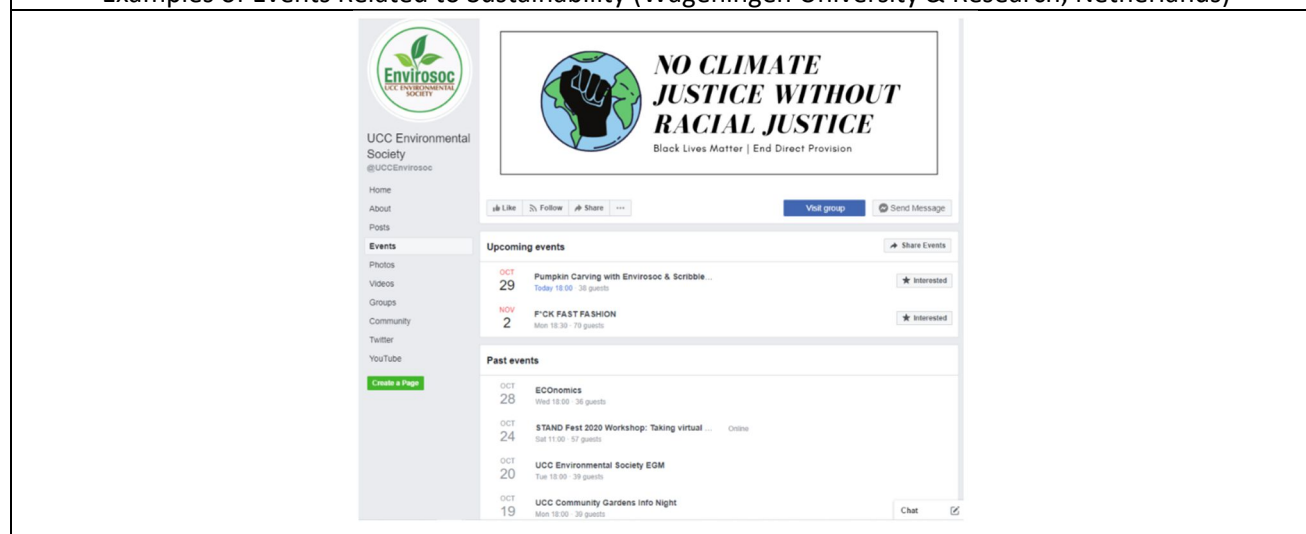 Examples of Events Related to Sustainability (Wageningen University & Research, Netherlands)
Envirosoc
UCC ENVIRONMENTAL
SOCIETY
NO CLIMATE
JUSTICE WITHOUT
RACIAL JUSTICE
Black Lives Matter | End Direct Provision
UCC Environmental
Society
@UCCEnvirosoc
Home
About
Posts
Events
Photos
Videos
Groups
Community
Twitter
YouTube
Create a Page
Like Follow Share ...
Visit group
Send Message
Upcoming events
Share Events
OCT
29
Pumpkin Carving with Envirosoc & Scribble...
Today 18:00 · 38 guests
Interested
NOV
2
F*CK FAST FASHION
Mon 18:30 · 79 guests
Interested
Past events
OCT
28
ECOnomics
Wed 18:00 · 36 guests
OCT
24
STAND Fest 2020 Workshop: Taking virtual ... Online
Sat 11:00 · 57 guests
OCT
20
UCC Environmental Society EGM
Tue 18:00 · 39 guests
OCT
19
UCC Community Gardens Info Night
Mon 18:00 · 39 guests
Chat